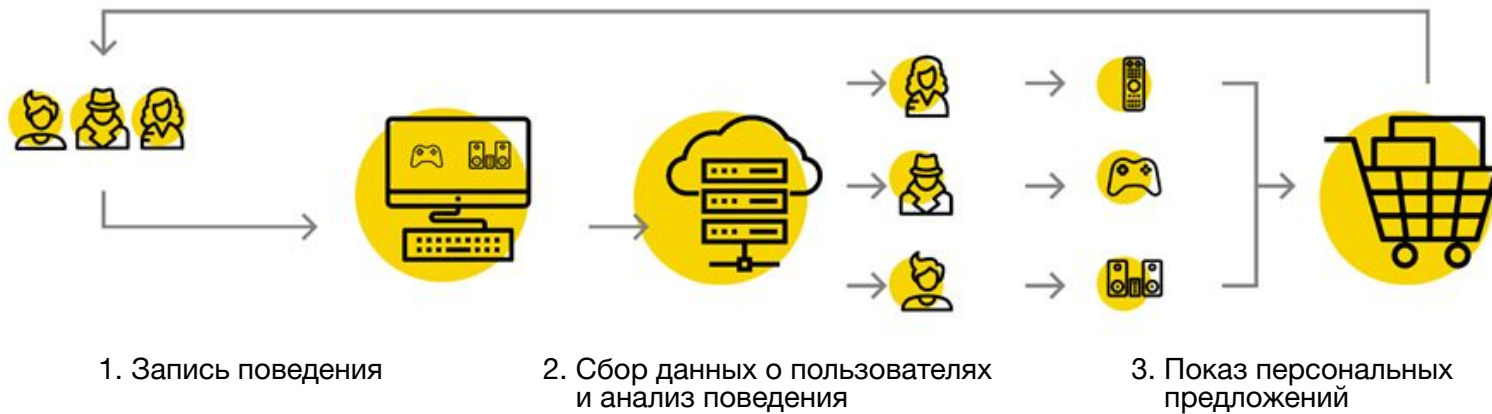 1. Запись поведения
2. Сбор данных о пользователях
и анализ поведения
3. Показ персональных
предложений